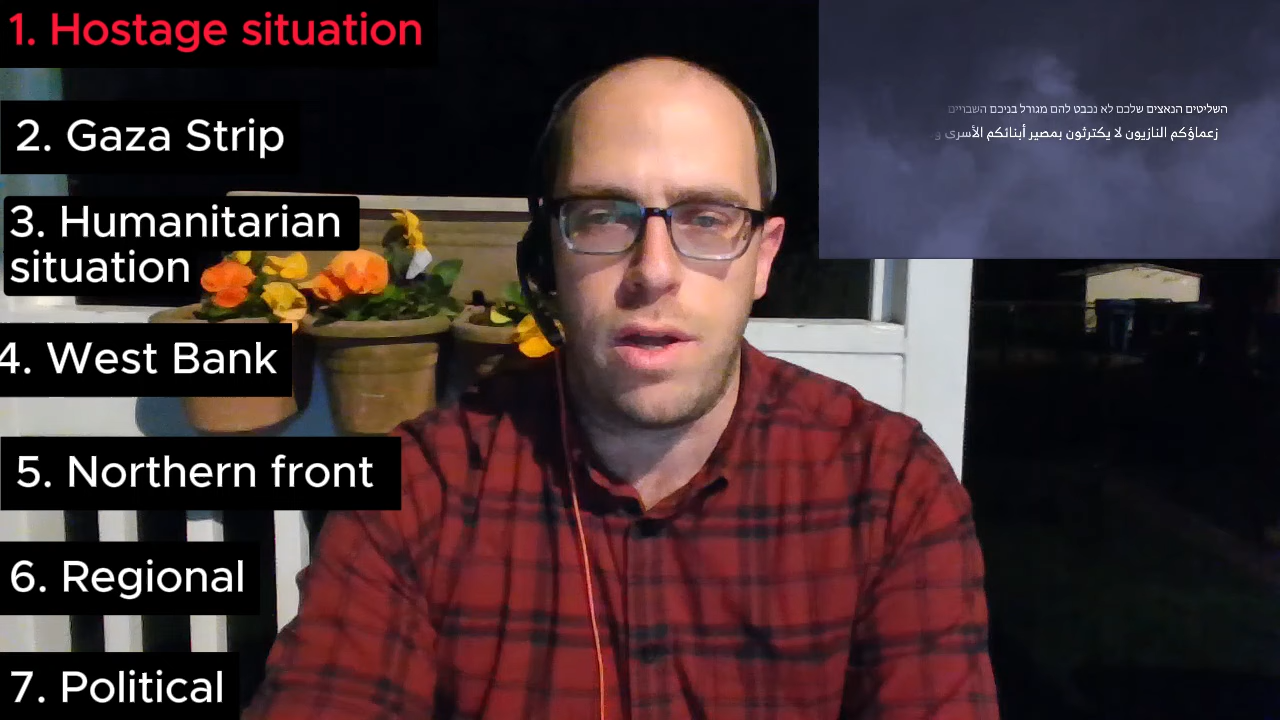 1. Hostage situation
2. Gaza Strip
3. Humanitarian
situation
4. West Bank
5. Northern front
6. Regional
7. Political
השליטים הנאצים שלכם לא נכבט להם מגורל בניכם השבויים
زعماؤكم النازيون لا يكترثون بمصير أبنائكم الأسرى